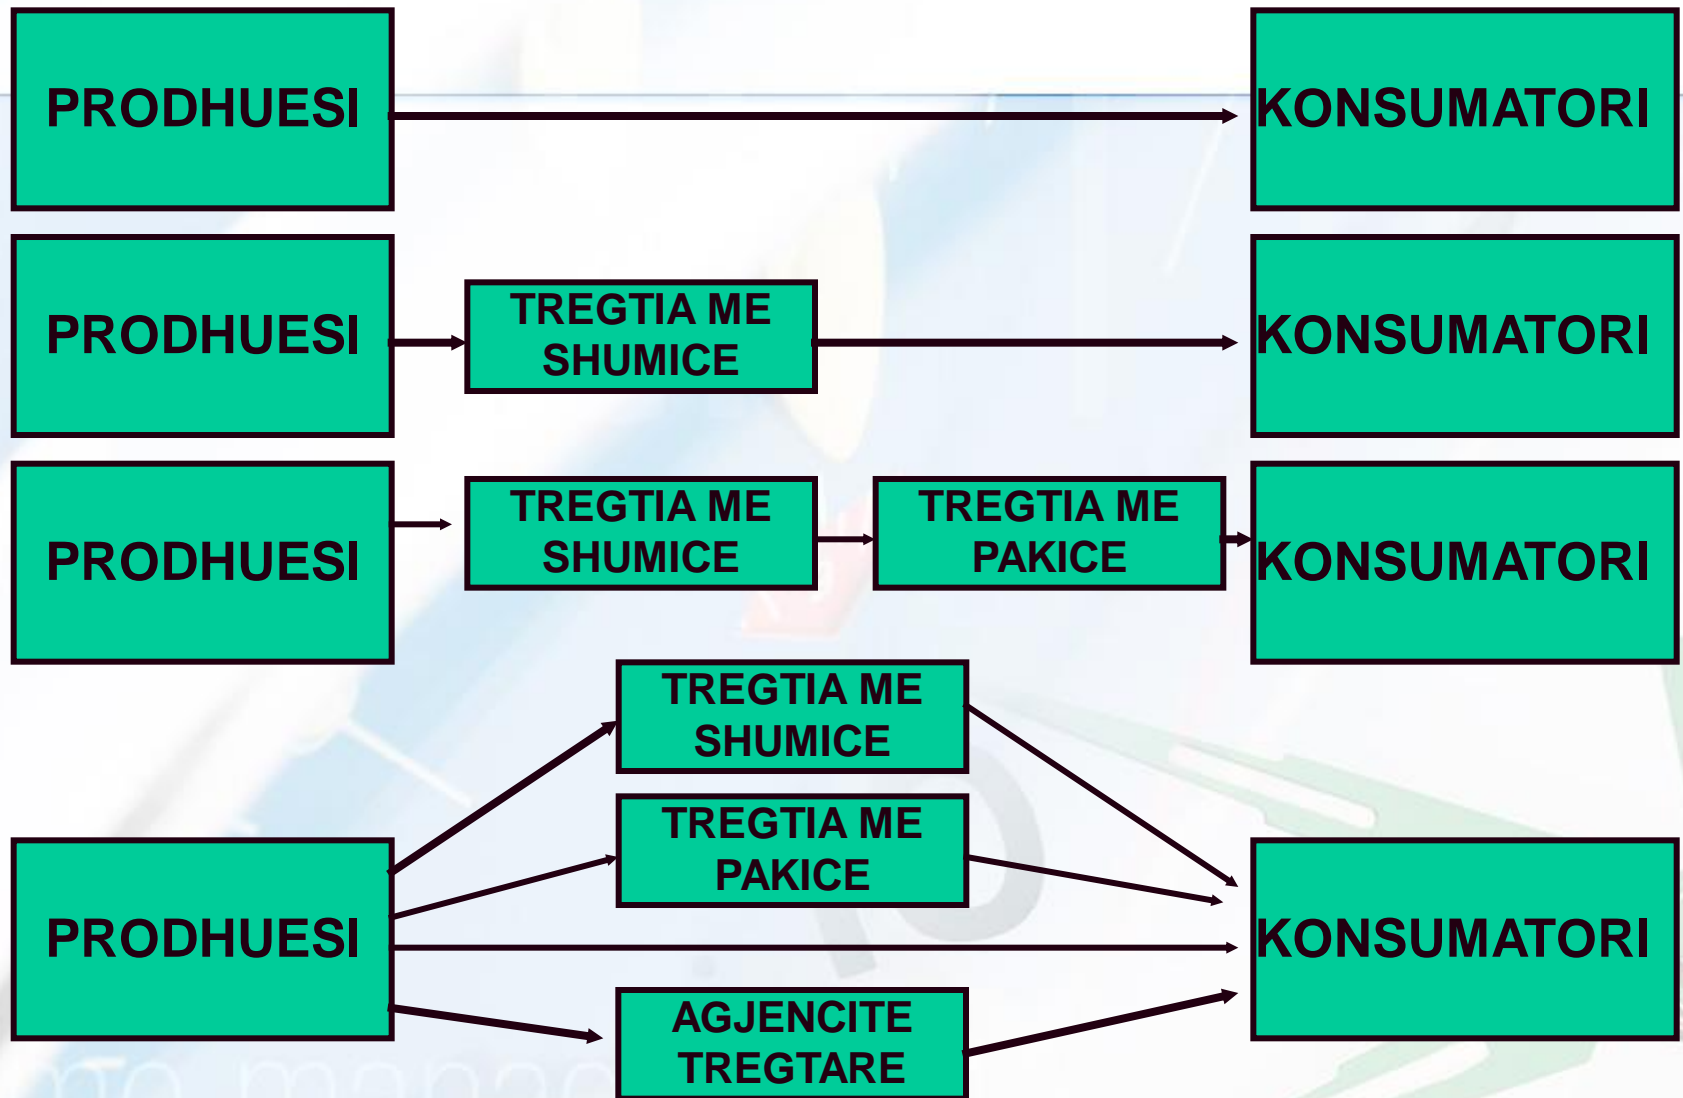 PRODHUESI
KONSUMATORI
PRODHUESI
TREGTIA ME
SHUMICE
KONSUMATORI
PRODHUESI
TREGTIA ME
SHUMICE
TREGTIA ME
PAKICE
KONSUMATORI
TREGTIA ME
SHUMICE
TREGTIA ME
PAKICE
PRODHUESI
KONSUMATORI
AGJENCITE
TREGTARE